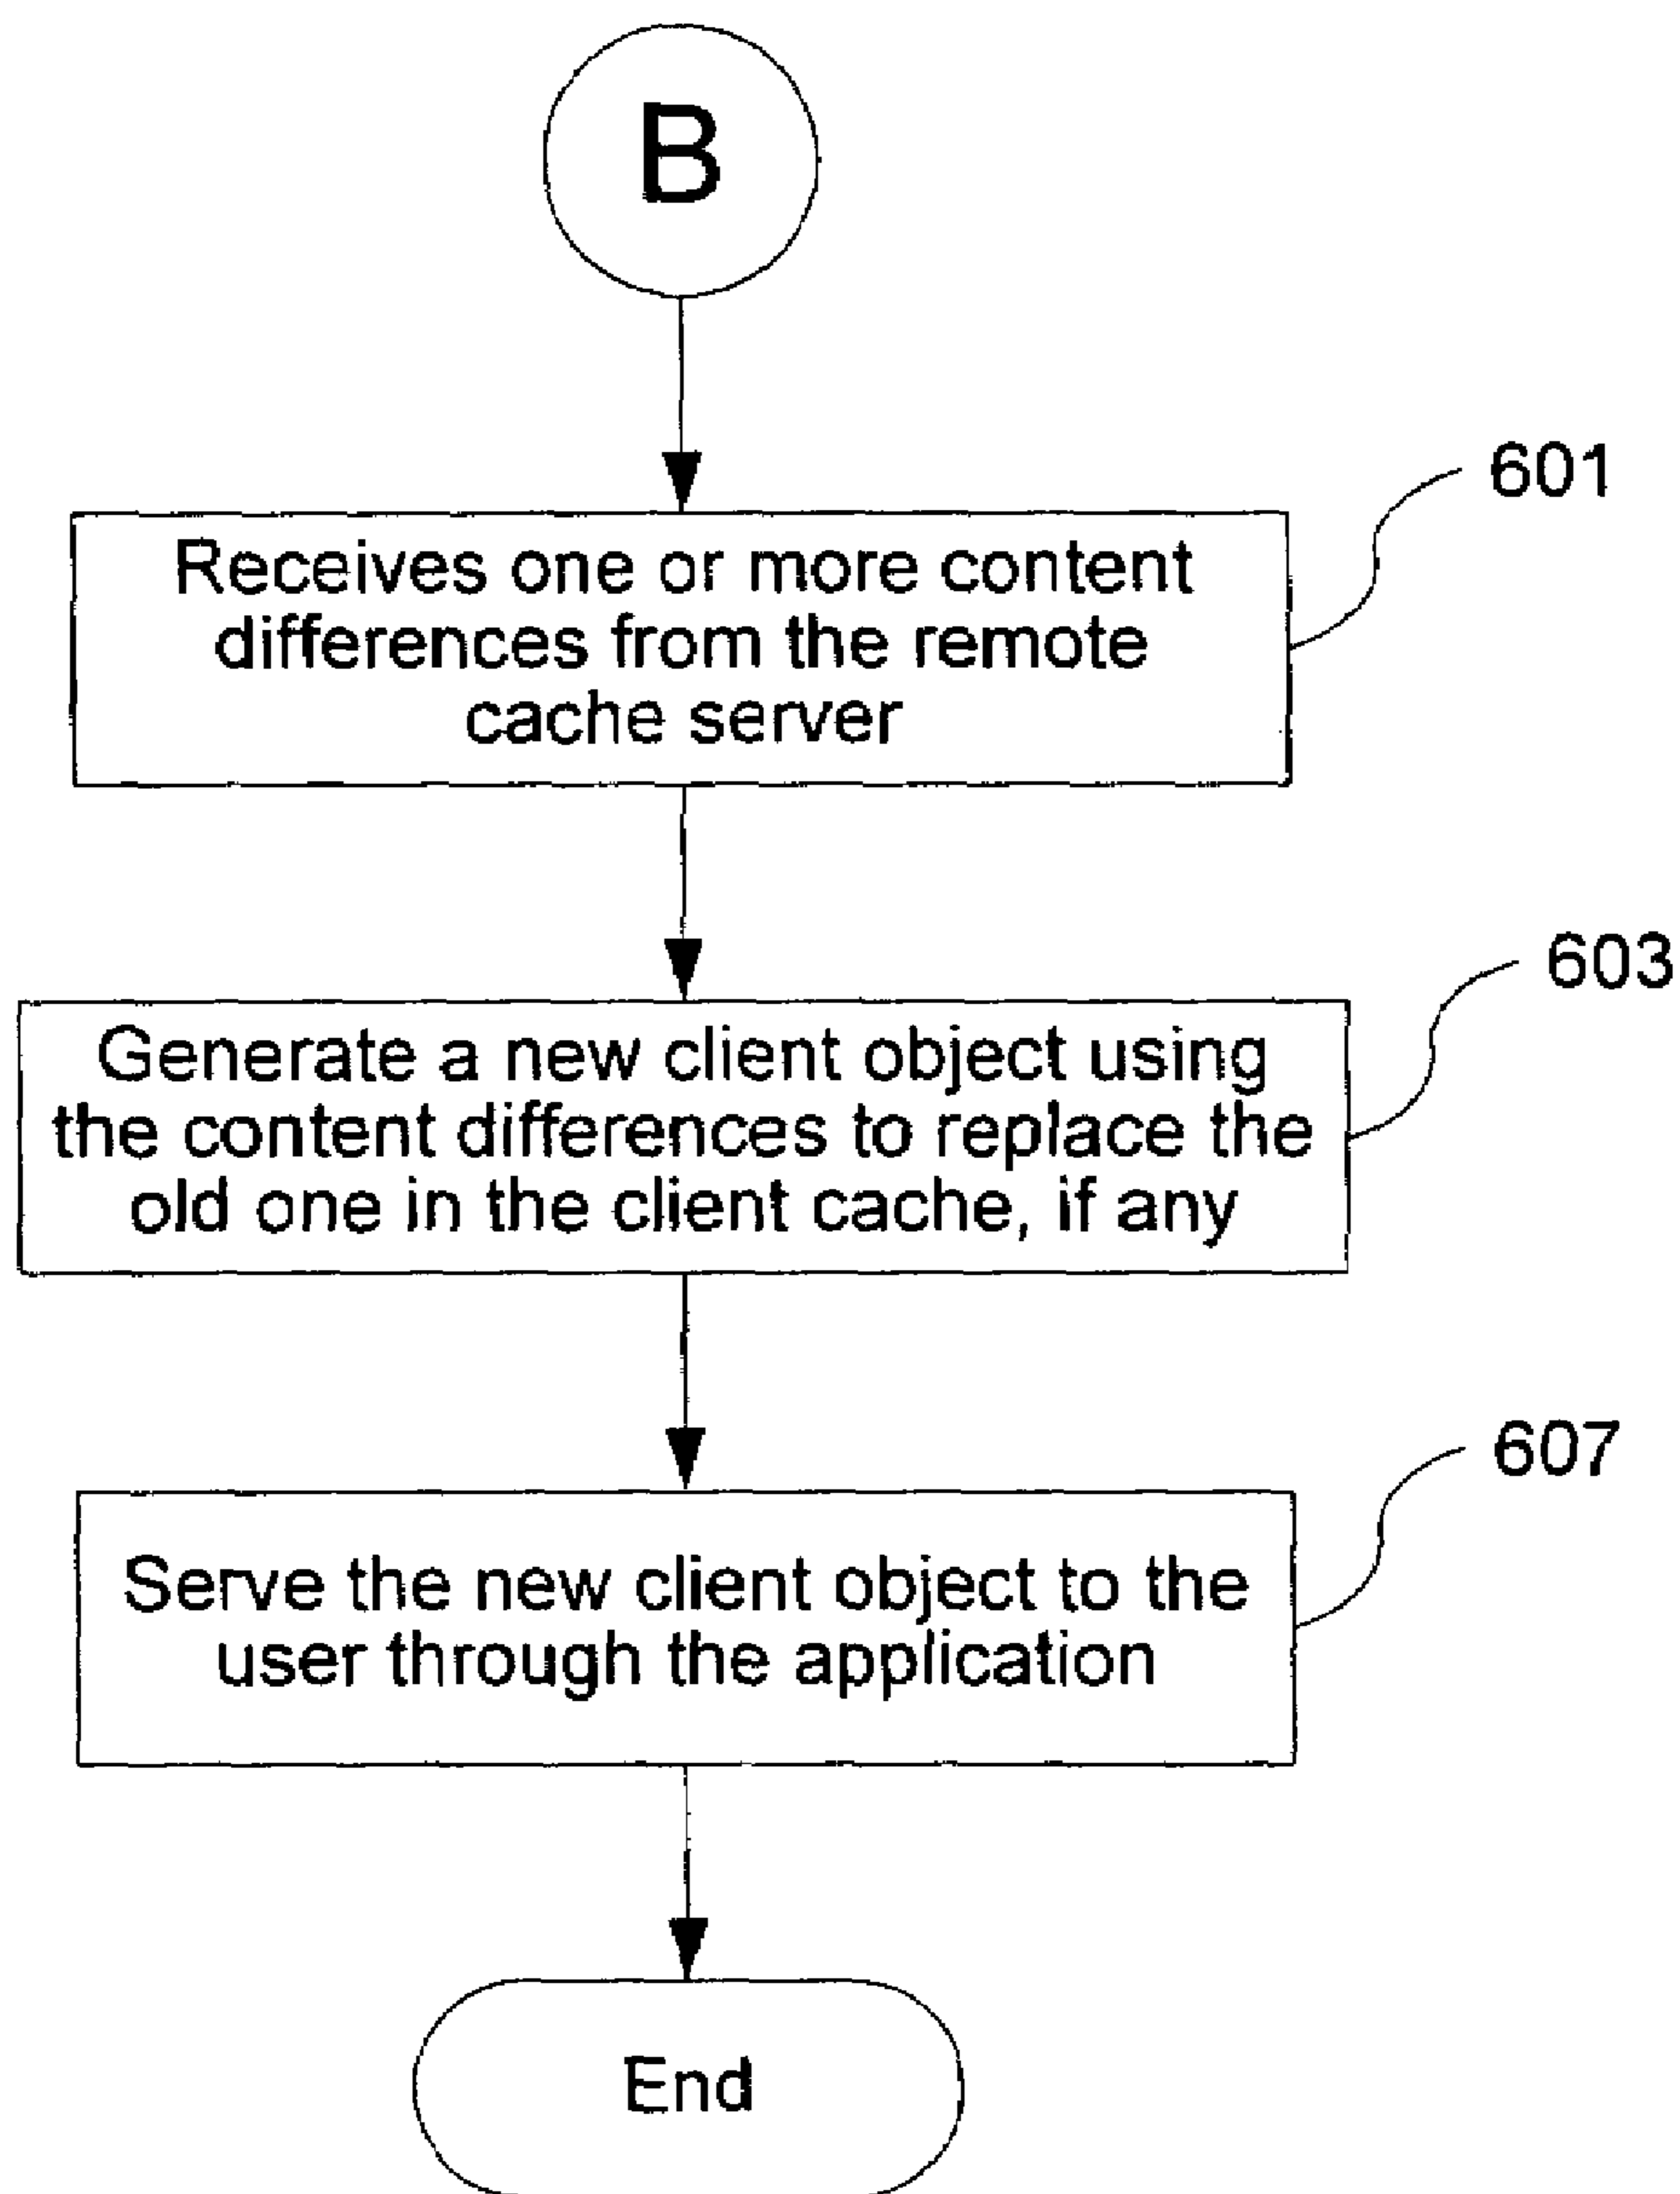 B
601
Receives one or more content
differences from the remote
cache server
603
Generate a new client object using
the content differences to replace the
old one in the client cache, if any
607
Serve the new client object to the
user through the application
End